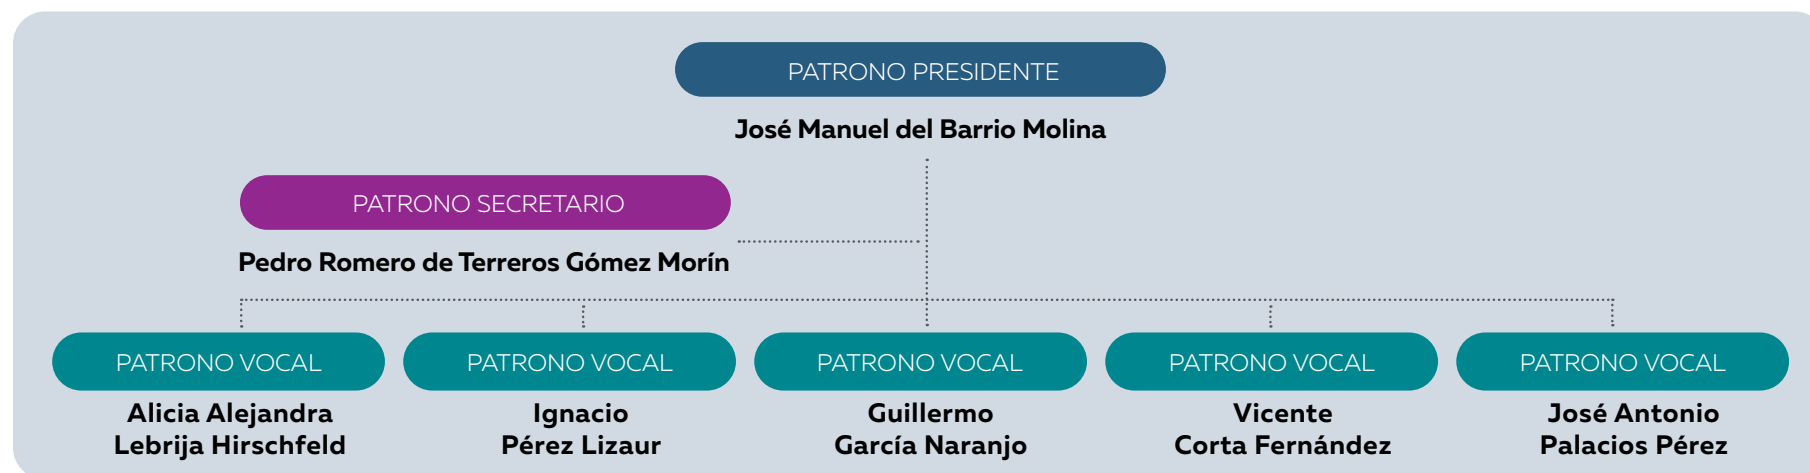 PATRONO PRESIDENTE
José Manuel del Barrio Molina
PATRONO SECRETARIO
Pedro Romero de Terreros Gómez Morín
PATRONO VOCAL
Alicia Alejandra
Lebrija Hirschfeld
PATRONO VOCAL
Ignacio
Pérez Lizaur
PATRONO VOCAL
Guillermo
García Naranjo
PATRONO VOCAL
Vicente
Corta Fernández
PATRONO VOCAL
José Antonio
Palacios Pérez